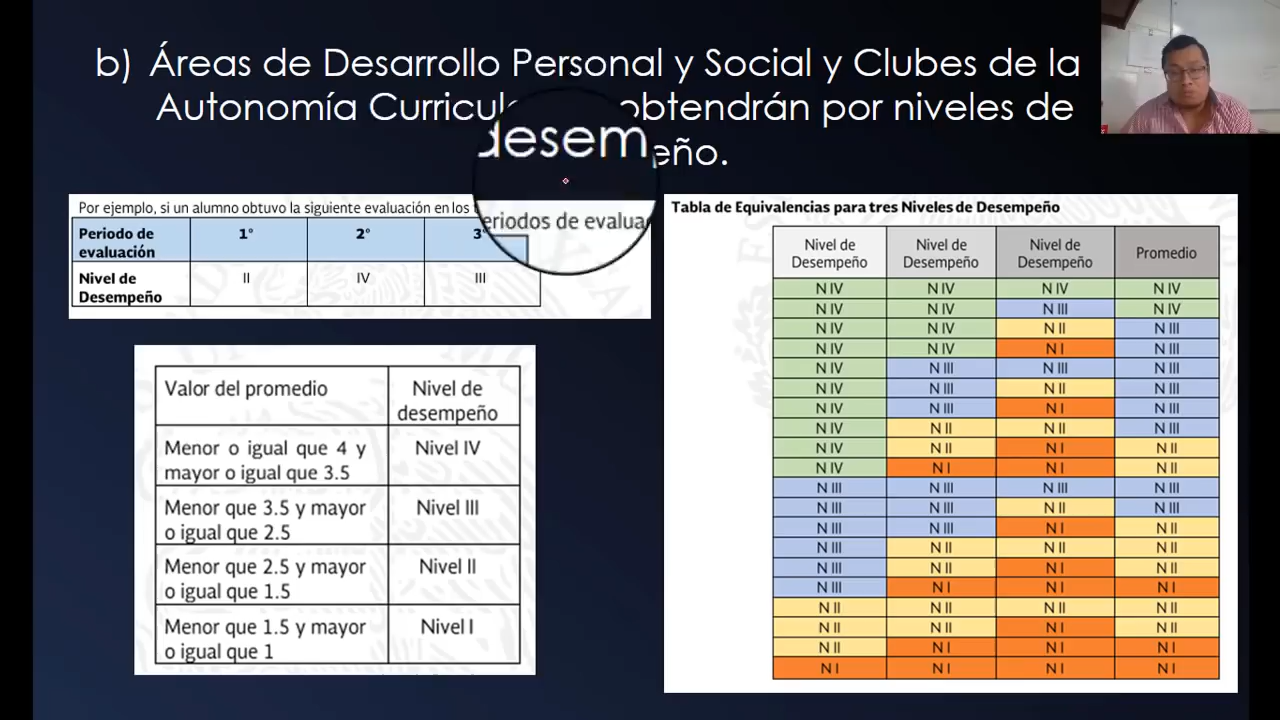 b) Áreas de Desarrollo Personal y Social y Clubes de la
Autonomía Curricul obtendrán por niveles de
desem eño.
Por ejemplo, si un alumno obtuvo la siguiente evaluación en los eriodos de evalua
Periodo de evaluación 1° 2° 3°
Nivel de Desempeño II IV III
Valor del promedio Nivel de desempeño
Menor o igual que 4 y mayor o igual que 3.5 Nivel IV
Menor que 3.5 y mayor o igual que 2.5 Nivel III
Menor que 2.5 y mayor o igual que 1.5 Nivel II
Menor que 1.5 y mayor o igual que 1 Nivel I
Tabla de Equivalencias para tres Niveles de Desempeño
Nivel de Desempeño Nivel de Desempeño Nivel de Desempeño Promedio
N IV N IV N IV N IV
N IV N IV N III N IV
N IV N IV N II N III
N IV N IV N I N III
N IV N III N III N III
N IV N III N II N III
N IV N III N I N III
N IV N II N II N III
N IV N II N I N II
N IV N I N I N II
N III N III N III N III
N III N III N II N III
N III N III N I N II
N III N II N II N II
N III N II N I N II
N III N I N I N I
N II N II N II N II
N II N II N I N II
N II N I N I N I
N I N I N I N I